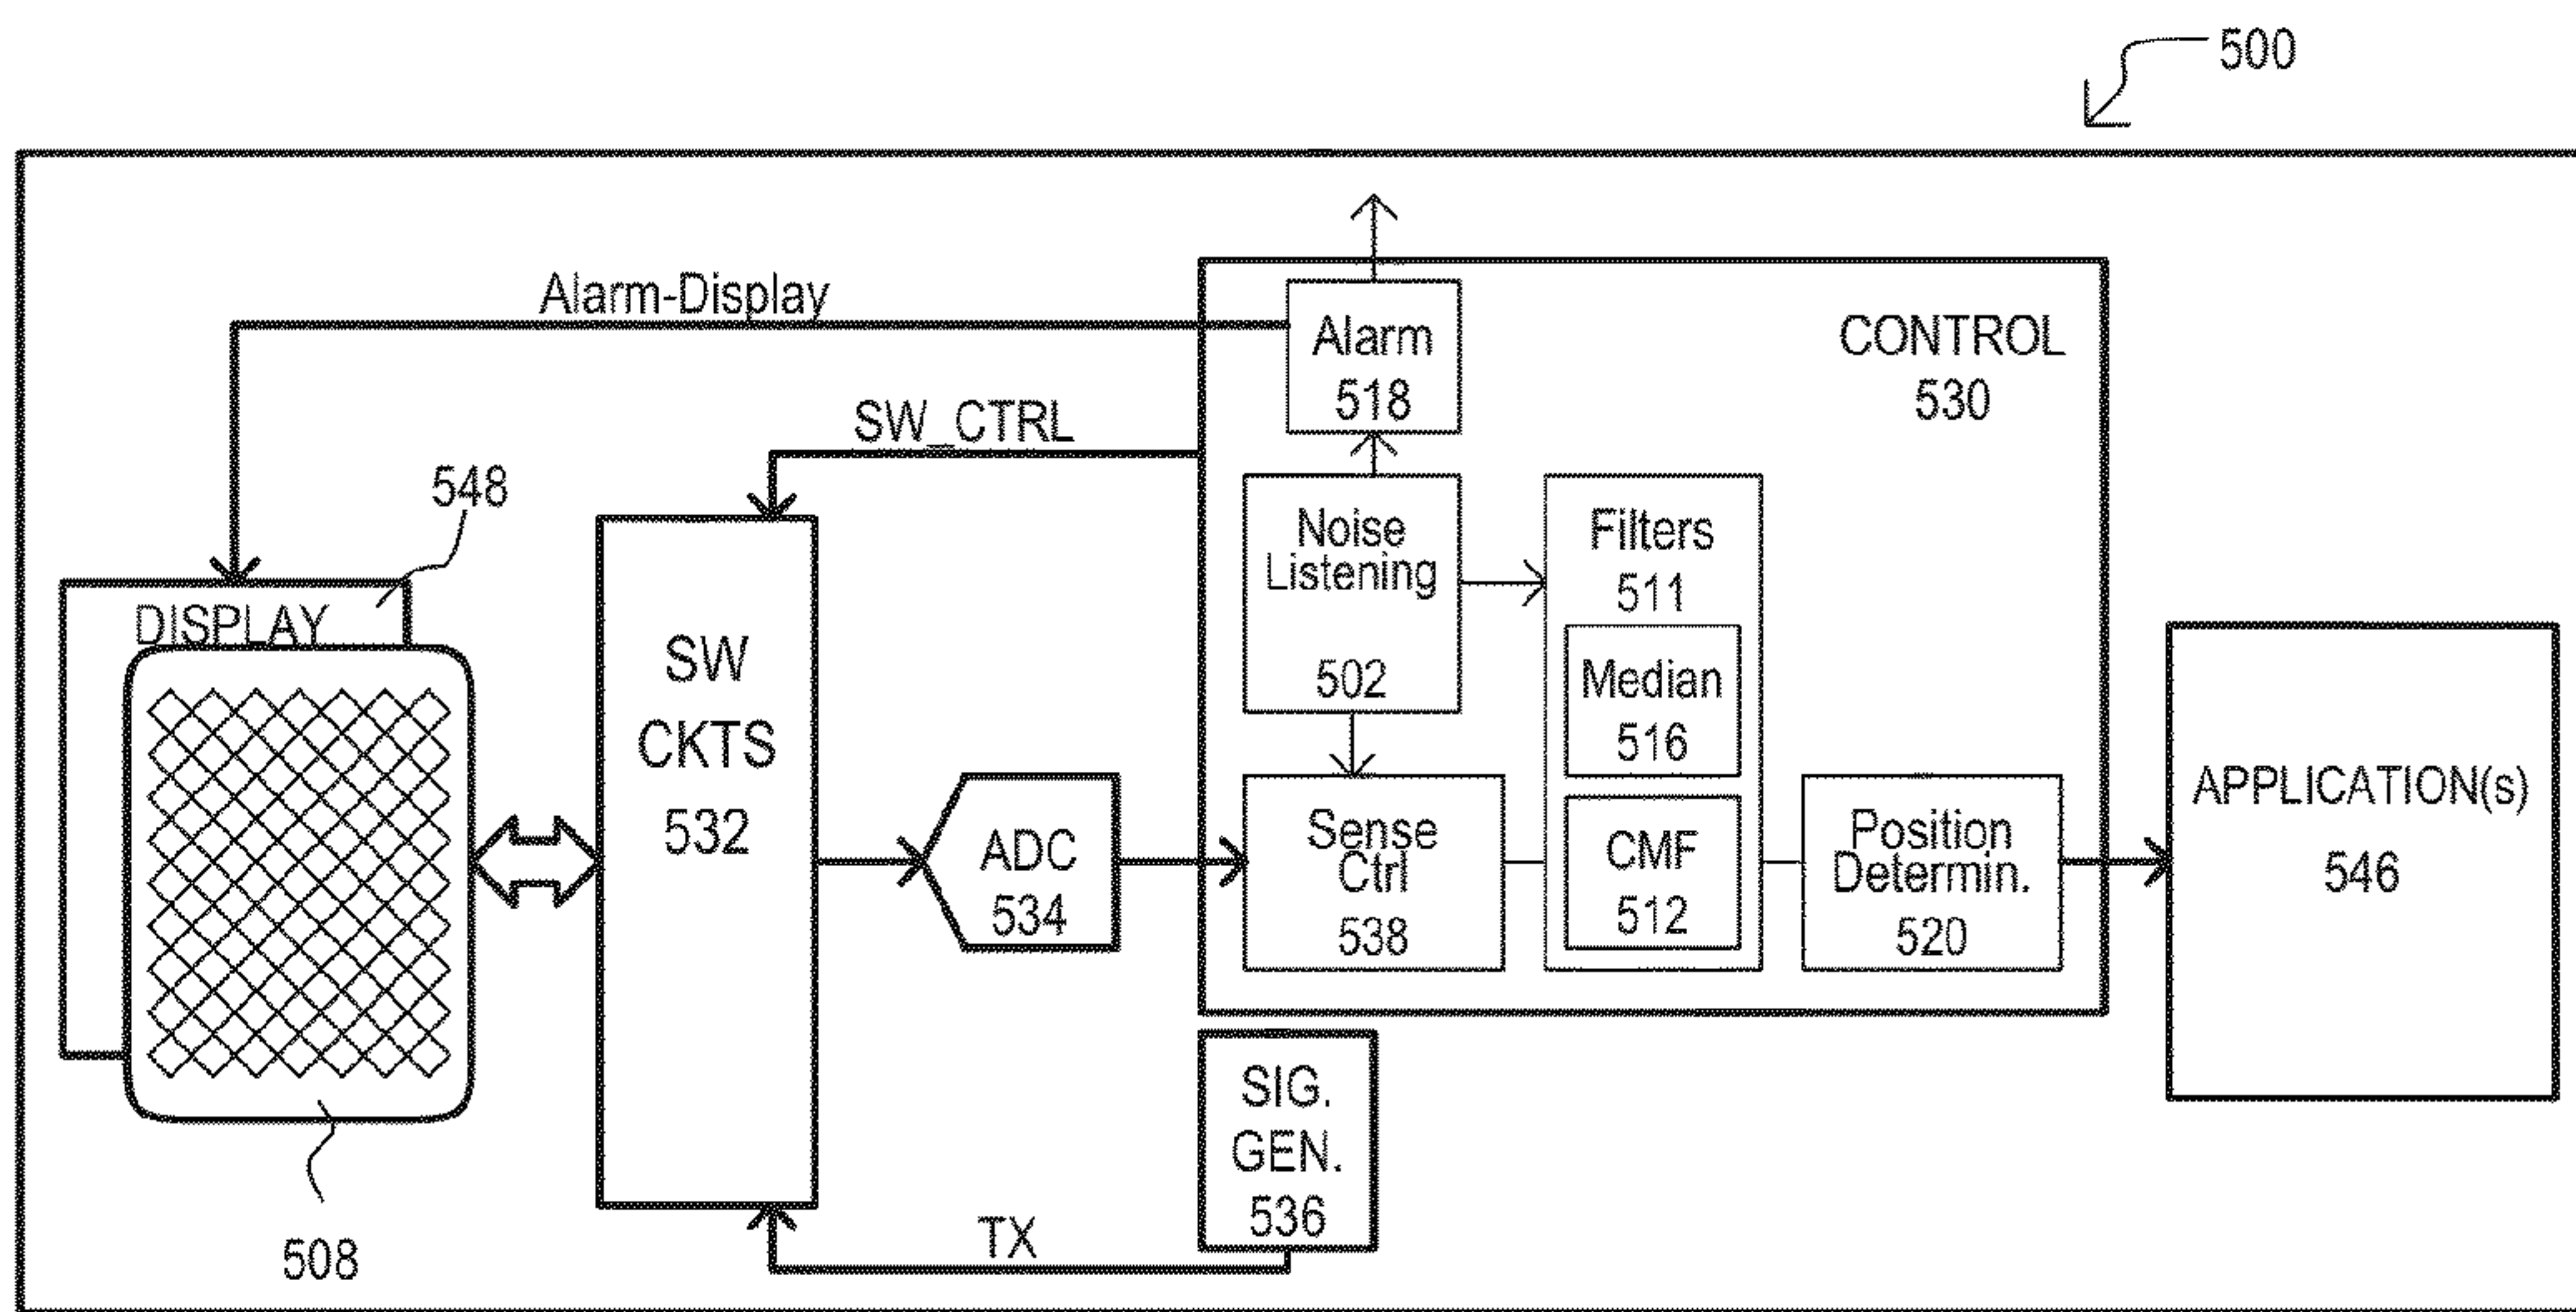 500
Alarm-Display
Alarm
518
CONTROL
530
SW_CTRL
548
DISPLAY
SW
CKTS
532
Noise
Listening
502
Filters
511
Median
516
CMF
512
ADC
534
Sense
Ctrl
538
Position
Determin.
520
APPLICATION(s)
546
SIG.
GEN.
536
TX
508